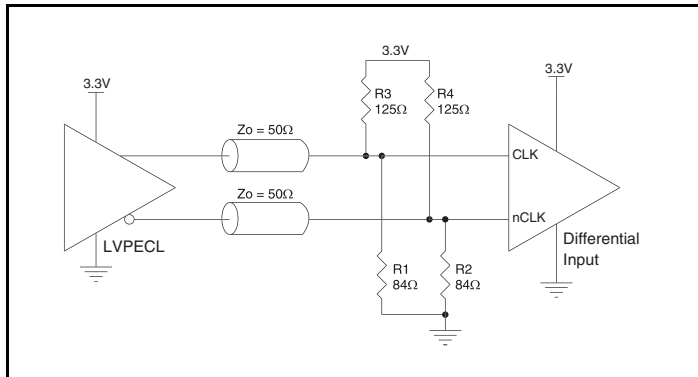 3.3V
3.3V
3.3V
R3
125Ω
R4
125Ω
Zo = 50Ω
CLK
Zo = 50Ω
nCLK
LVPECL
Differential
Input
R1
84Ω
R2
84Ω